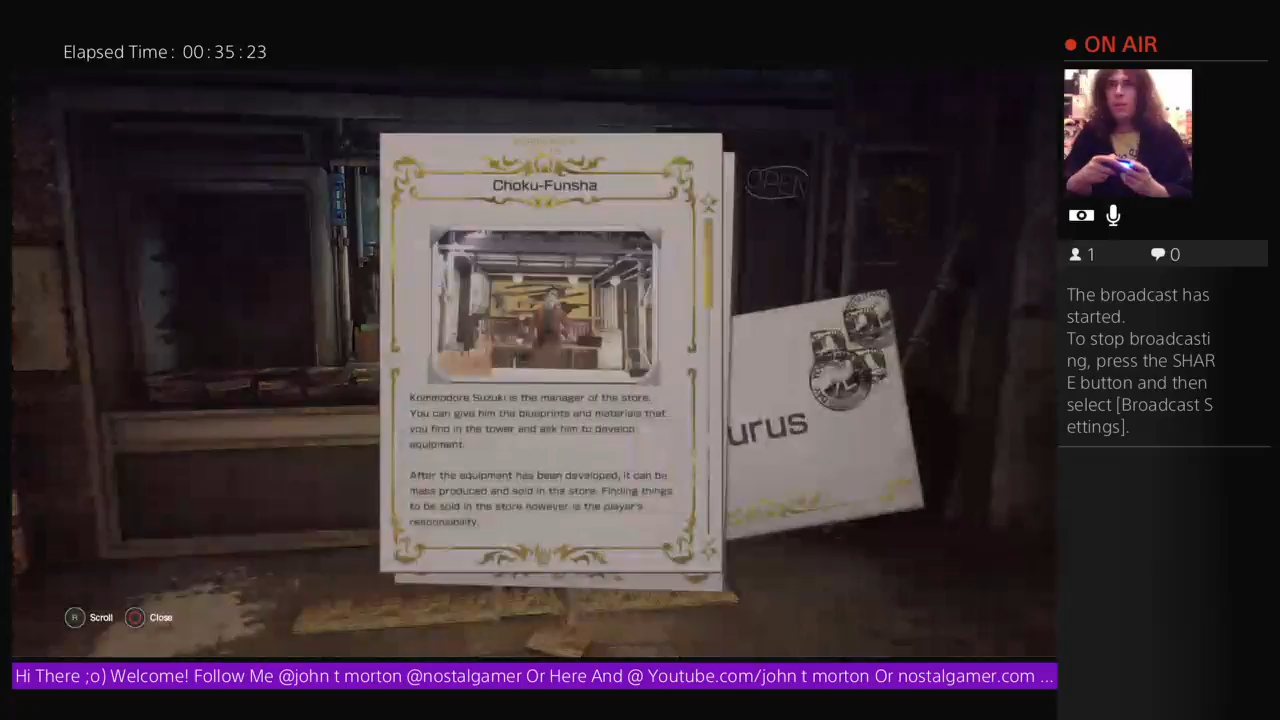 Elapsed Time: 00:35:23
ON AIR
1
0
The broadcast has
started.
To stop broadcasti
ng, press the SHAR
E button and then
select [Broadcast S
ettings].
Choku-Funsha
OPEN
Kommodore Suzuki is the manager of the store.
You can give him the blueprints and materials that
you find in the tower and ask him to develop
equipment.
After the equipment has been developed, it can be
mass produced and sold in the store. Finding things
to be sold in the store however is the player's
responsibility.
urus
R Scroll Close
Hi There ;o) Welcome! Follow Me @john t morton @nostalgamer Or Here And @ Youtube.com/john t morton Or nostalgamer.com ...